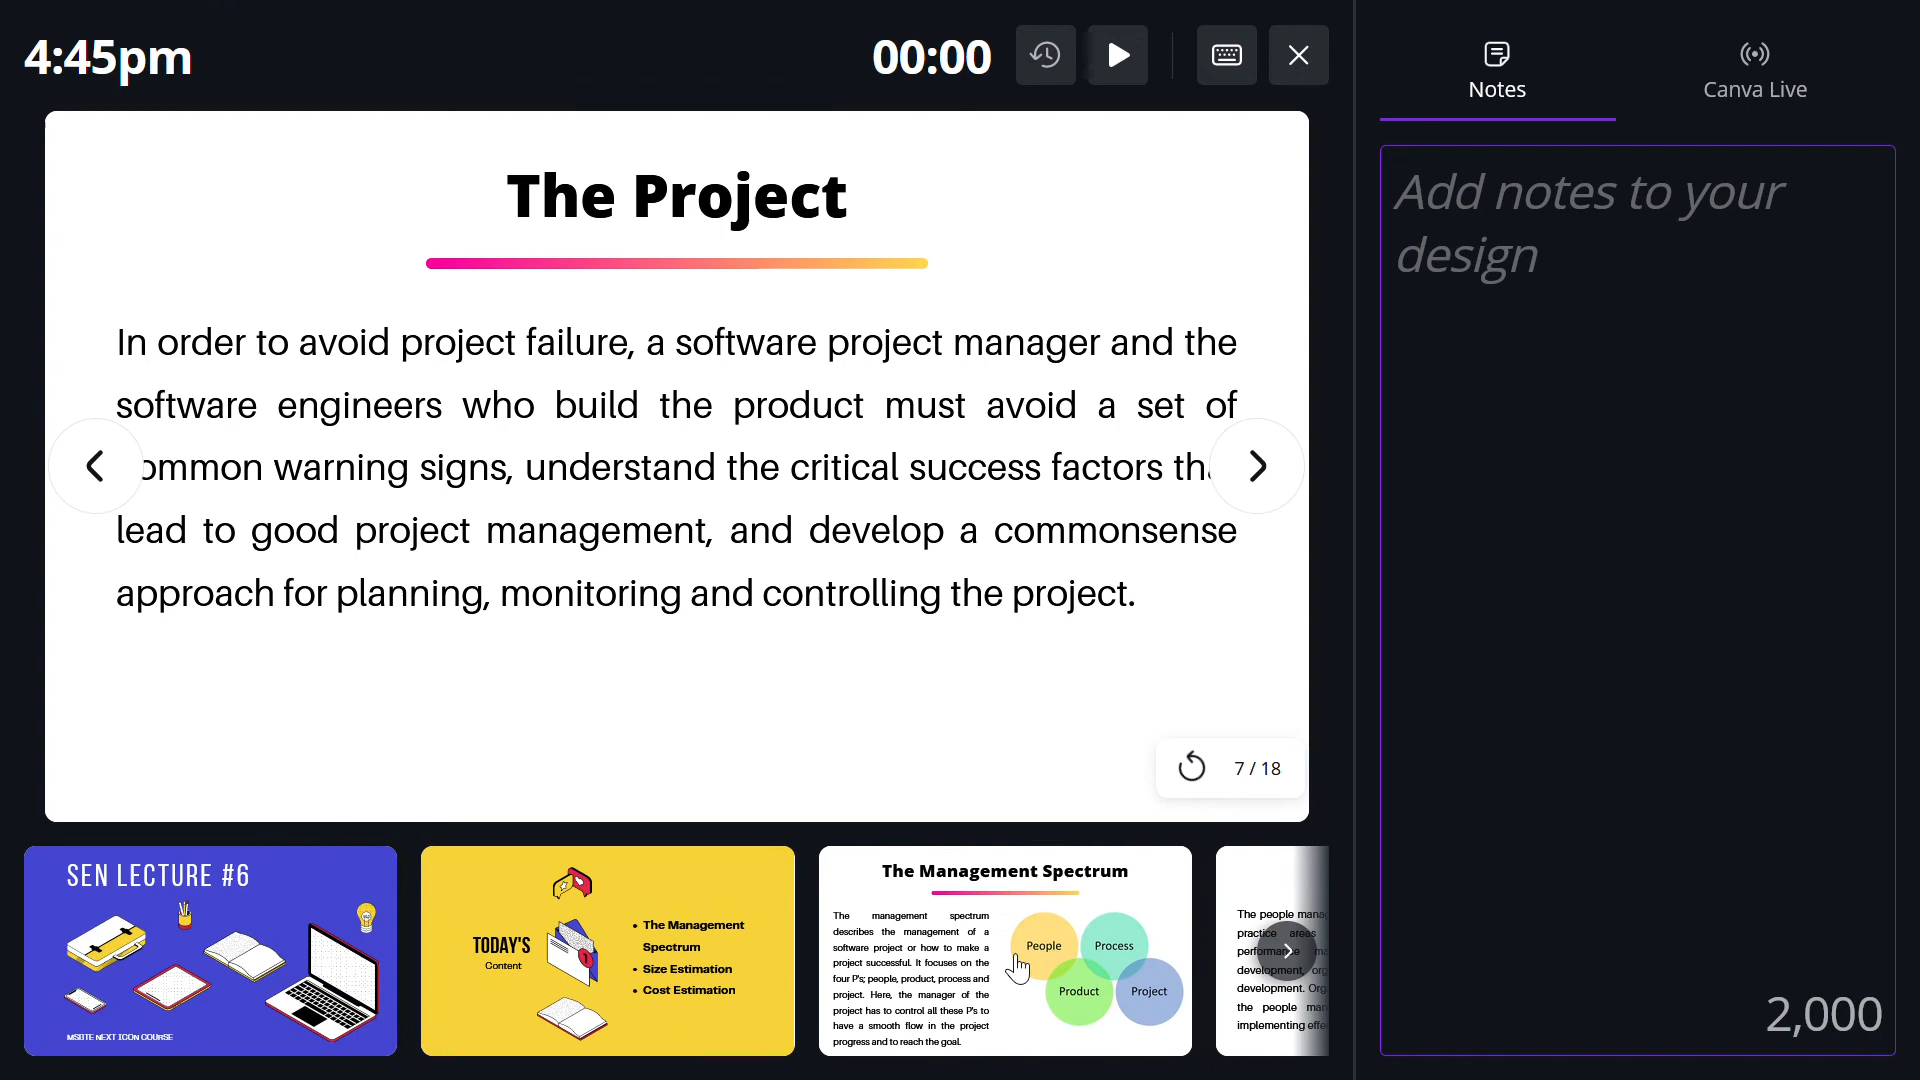 4:45pm
00:00
Notes
Canva Live
The Project
In order to avoid project failure, a software project manager and the
software engineers who build the product must avoid a set of
ommon warning signs, understand the critical success factors
lead to good project management, and develop a commonsense
approach for planning, monitoring and controlling the project.
7 / 18
Add notes to your
design
2,000
SEN LECTURE #6
MSBTE NEXT ICON COURSE
TODAY'S
Content
• The Management
Spectrum
• Size Estimation
• Cost Estimation
The Management Spectrum
The management spectrum
describes the management of a
software project or how to make a
project successful. It focuses on the
four P's; people, product, process and
project. Here, the manager of the
project has to control all these P's to
have a smooth flow in the project
progress and to reach the goal.
People
Process
Product
Project
The people
practice areas
development.
the people
implementing